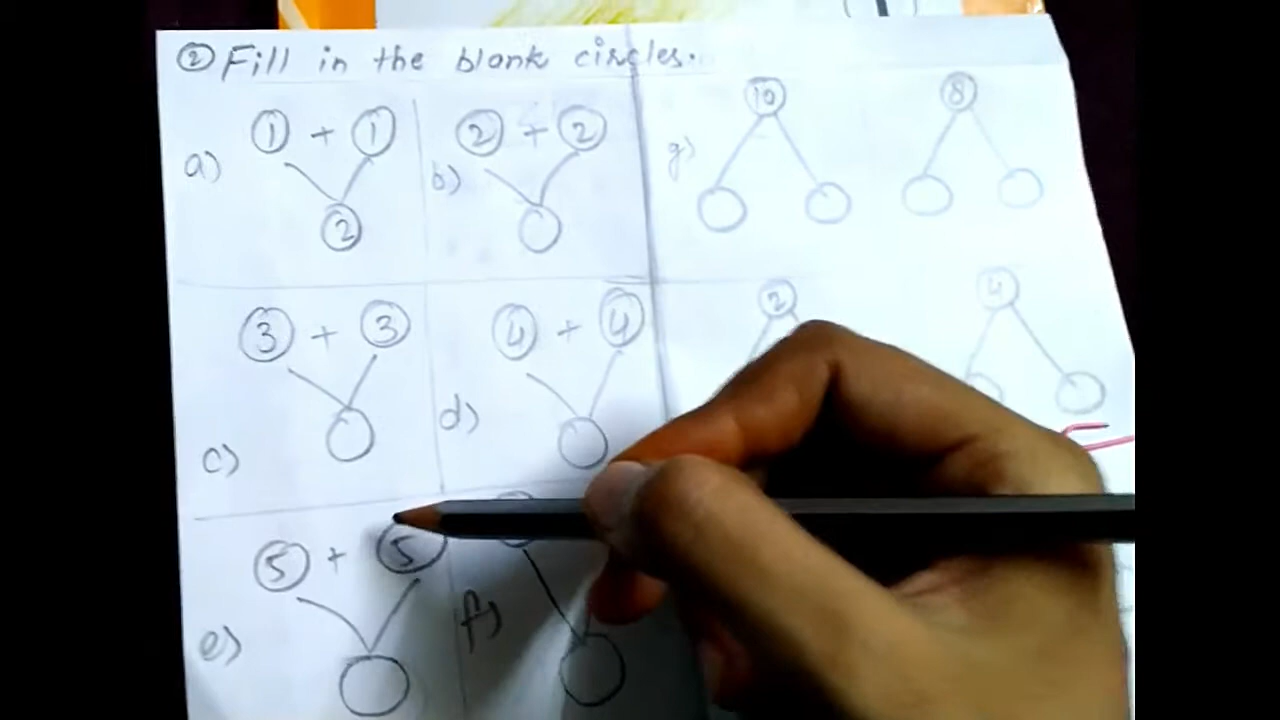 ② Fill in the blank circles.
a) 1 + 1
2
b) 2 + 2
c) 3 + 3
d) 4 + 4
e) 5 + 5
f)
g) 10
8
2
4